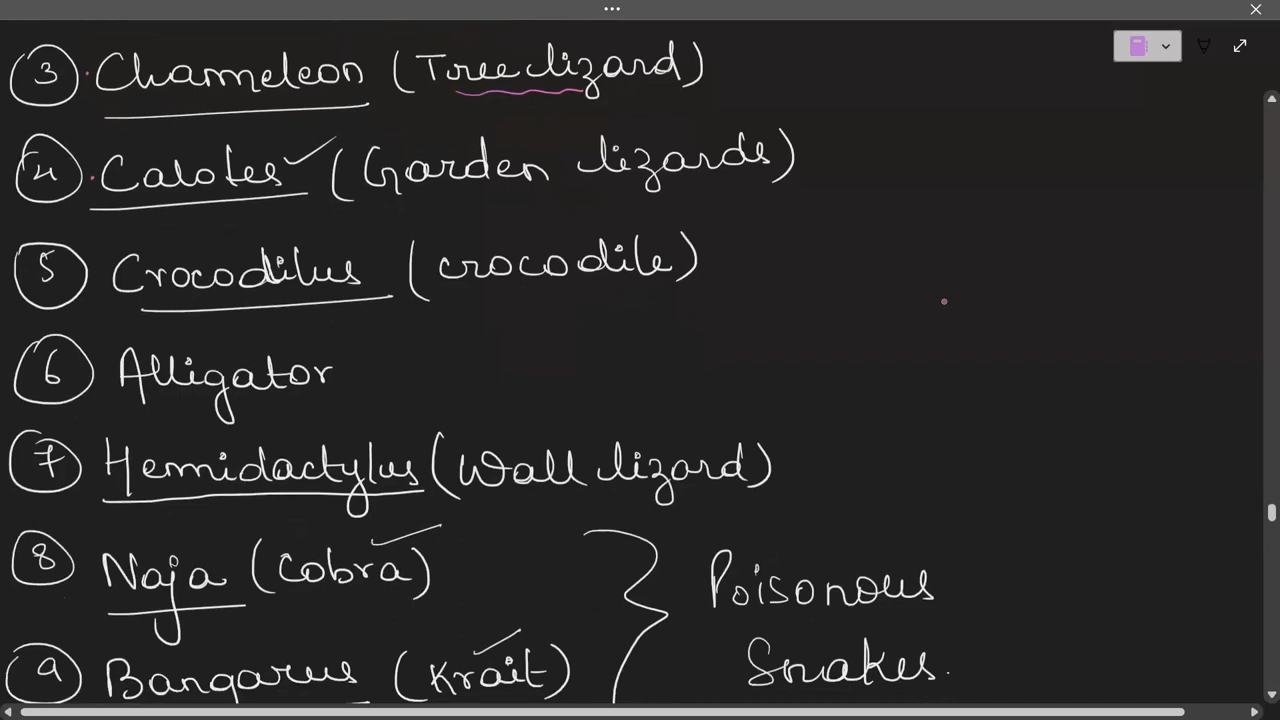 3 Chameleon (Tree lizard)
4 Calotes ✓ (Garden lizards)
5 Crocodilus (crocodile)
6 Alligator
7 Hemidactylus (Wall lizard)
8 Naja (Cobra)
9 Bangarus (Krait)
} Poisonous
Snakes.